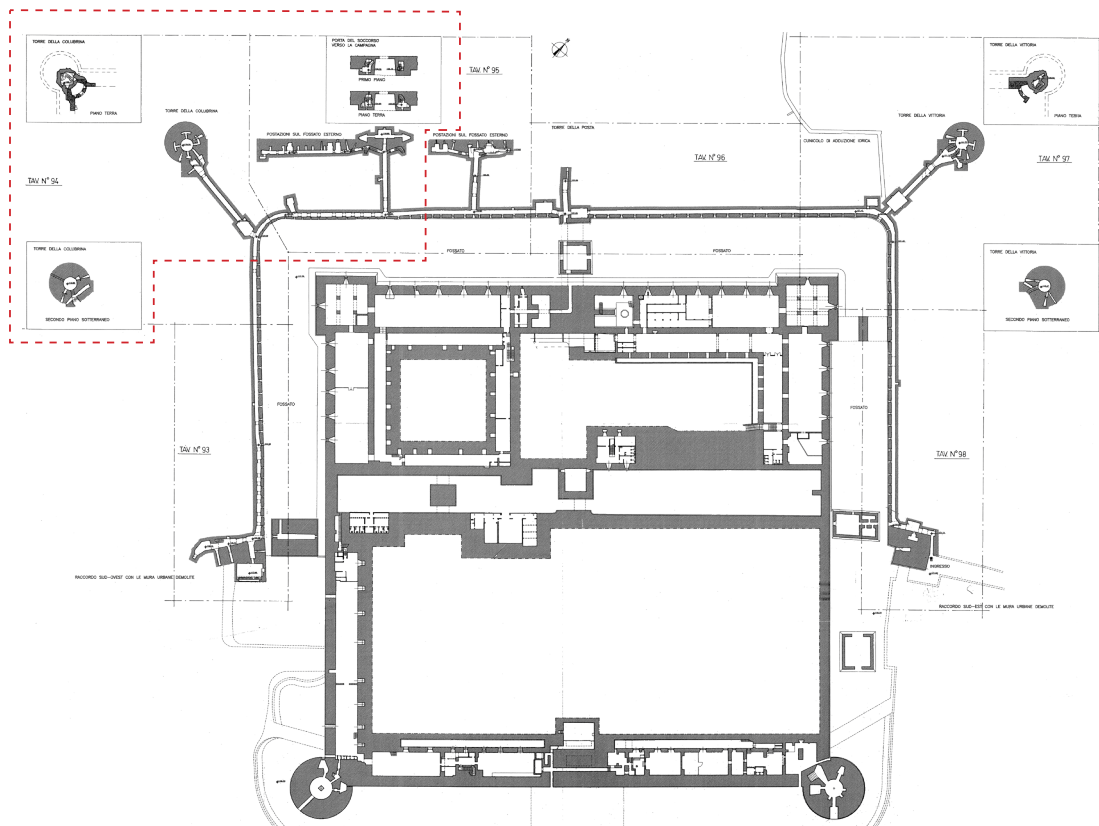 TORRE DELLA COLUBRINA
PIANO TERRA
PORTA DEL SOCCORSO
VERSO LA CAMPAGNA
PRIMO PIANO
PIANO TERRA
TAV. N° 95
TORRE DELLA VITTORIA
PIANO TERRA
TORRE DELLA COLUBRINA
POSTAZIONI SUL FOSSATO ESTERNO
POSTAZIONI SUL FOSSATO ESTERNO
TORRE DELLA POSTA
TORRE DELLA VITTORIA
CUNICOLO DI ADDUZIONE IDRICA
TAV. N° 94
TAV. N° 96
TAV. N° 97
TORRE DELLA COLUBRINA
SECONDO PIANO SOTTERRANEO
FOSSATO
FOSSATO
TORRE DELLA VITTORIA
SECONDO PIANO SOTTERRANEO
FOSSATO
FOSSATO
TAV. N° 93
TAV. N° 98
INGRESSO
RACCORDO SUD-OVEST CON LE MURA URBANE DEMOLITE
RACCORDO SUD-EST CON LE MURA URBANE DEMOLITE